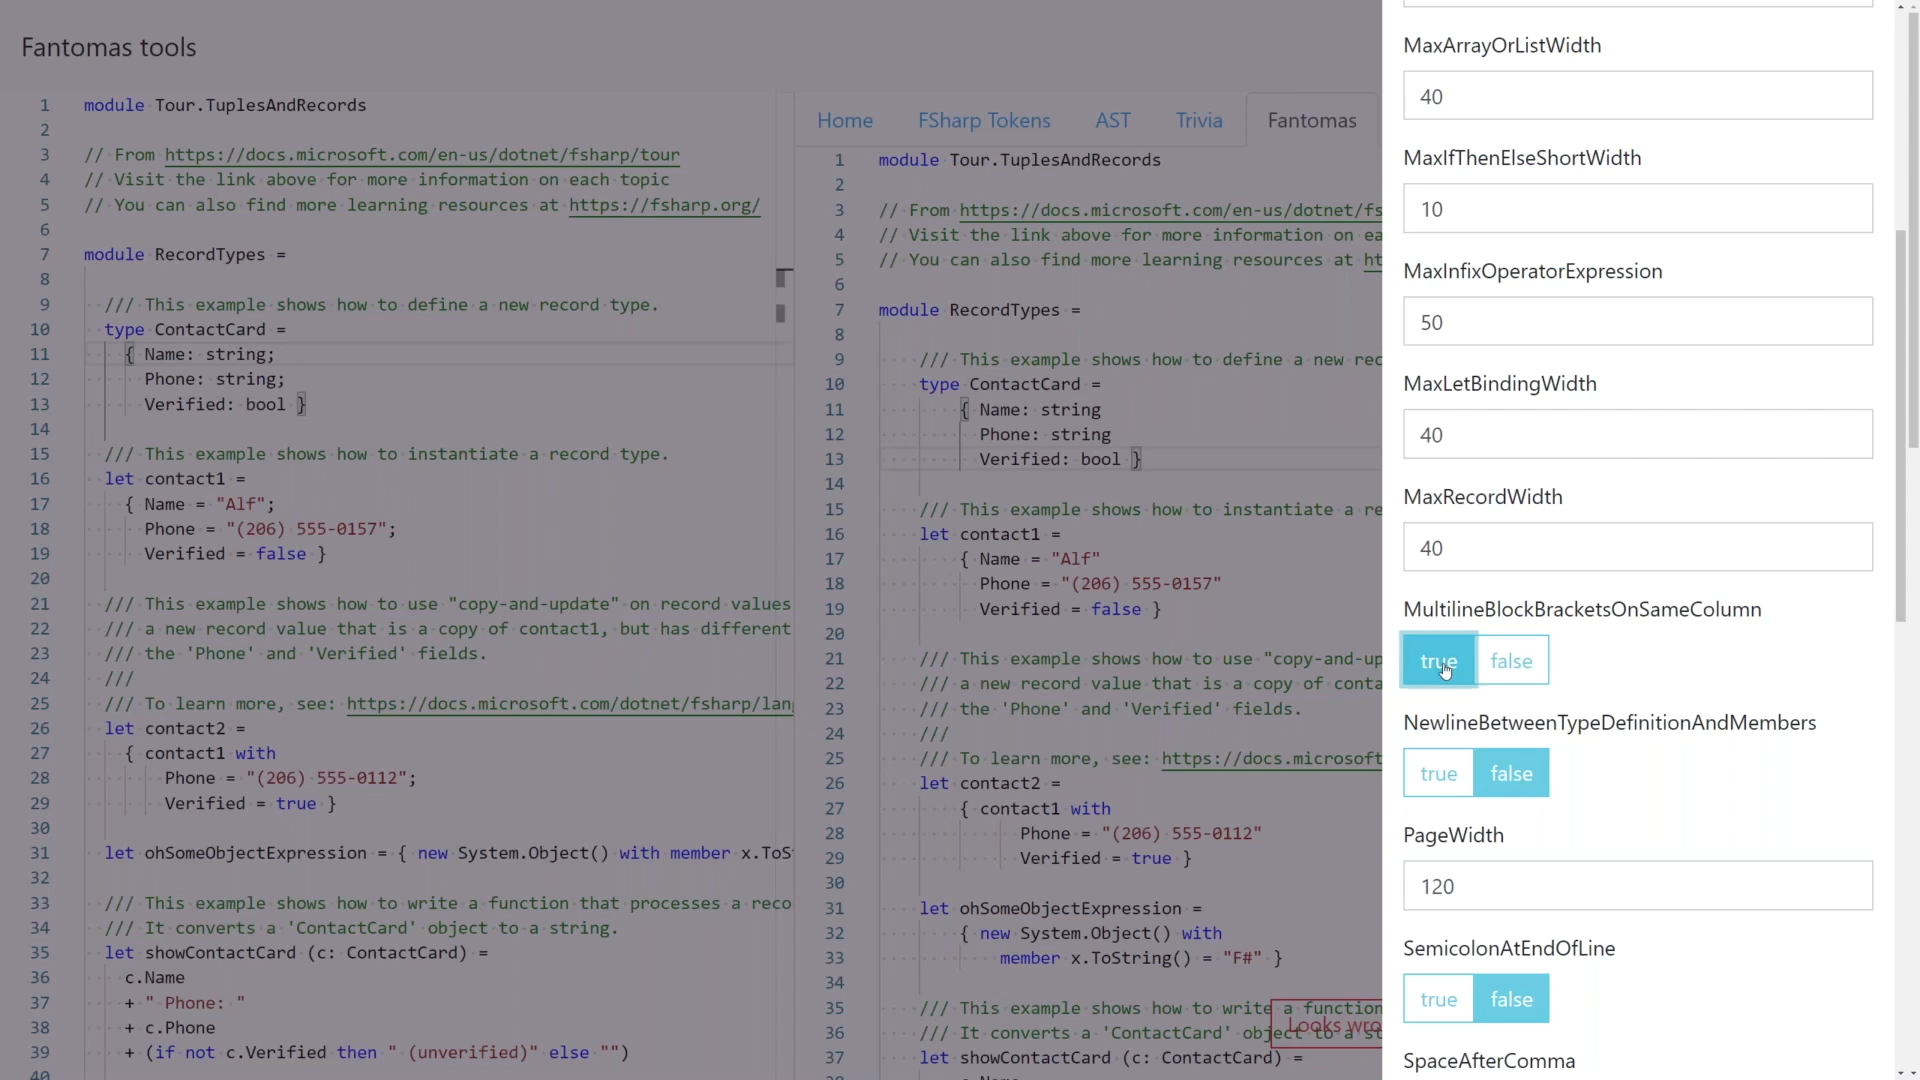 Fantomas tools
1 module Tour.TuplesAndRecords
2
3 // From https://docs.microsoft.com/en-us/dotnet/fsharp/tour
4 // Visit the link above for more information on each topic
5 // You can also find more learning resources at https://fsharp.org/
6
7 module RecordTypes =
8
9 /// This example shows how to define a new record type.
10 type ContactCard =
11 { Name: string;
12 Phone: string;
13 Verified: bool }
14
15 /// This example shows how to instantiate a record type.
16 let contact1 =
17 { Name = "Alf";
18 Phone = "(206) 555-0157";
19 Verified = false }
20
21 /// This example shows how to use "copy-and-update" on record values
22 /// a new record value that is a copy of contact1, but has different
23 /// the 'Phone' and 'Verified' fields.
24 ///
25 /// To learn more, see: https://docs.microsoft.com/dotnet/fsharp/lan
26 let contact2 =
27 { contact1 with
28 Phone = "(206) 555-0112";
29 Verified = true }
30
31 let ohSomeObjectExpression = { new System.Object() with member x.ToS
32
33 /// This example shows how to write a function that processes a reco
34 /// It converts a 'ContactCard' object to a string.
35 let showContactCard (c: ContactCard) =
36 c.Name
37 + " Phone: "
38 + c.Phone
39 + (if not c.Verified then " (unverified)" else "")
40
Home FSharp Tokens AST Trivia Fantomas
1 module Tour.TuplesAndRecords
2
3 // From https://docs.microsoft.com/en-us/dotnet/fs
4 // Visit the link above for more information on ea
5 // You can also find more learning resources at ht
6
7 module RecordTypes =
8
9 /// This example shows how to define a new rec
10 type ContactCard =
11 { Name: string
12 Phone: string
13 Verified: bool }
14
15 /// This example shows how to instantiate a re
16 let contact1 =
17 { Name = "Alf"
18 Phone = "(206) 555-0157"
19 Verified = false }
20
21 /// This example shows how to use "copy-and-up
22 /// a new record value that is a copy of conta
23 /// the 'Phone' and 'Verified' fields.
24 ///
25 /// To learn more, see: https://docs.microsoft
26 let contact2 =
27 { contact1 with
28 Phone = "(206) 555-0112"
29 Verified = true }
30
31 let ohSomeObjectExpression =
32 { new System.Object() with
33 member x.ToString() = "F#" }
34
35 /// This example shows how to write a function
36 /// It converts a 'ContactCard' object to a st
37 let showContactCard (c: ContactCard) =
Looks wro
MaxArrayOrListWidth
40
MaxIfThenElseShortWidth
10
MaxInfixOperatorExpression
50
MaxLetBindingWidth
40
MaxRecordWidth
40
MultilineBlockBracketsOnSameColumn
true false
NewlineBetweenTypeDefinitionAndMembers
true false
PageWidth
120
SemicolonAtEndOfLine
true false
SpaceAfterComma